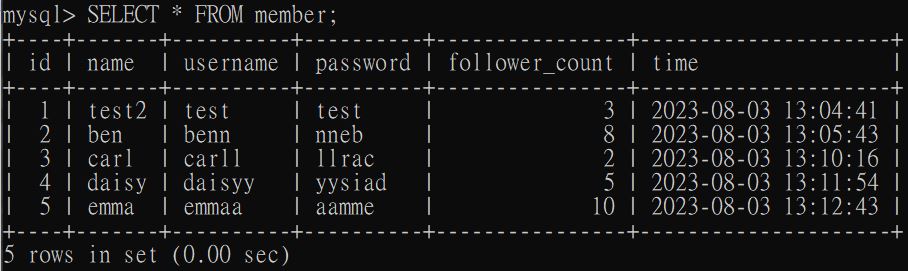 mysql> SELECT * FROM member;
+----+-------+----------+----------+----------------+---------------------+
| id | name  | username | password | follower_count | time                |
+----+-------+----------+----------+----------------+---------------------+
|  1 | test2 | test     | test     |              3 | 2023-08-03 13:04:41 |
|  2 | ben   | benn     | nneb     |              8 | 2023-08-03 13:05:43 |
|  3 | carl  | carll    | llrac    |              2 | 2023-08-03 13:10:16 |
|  4 | daisy | daisyy   | yysiad   |              5 | 2023-08-03 13:11:54 |
|  5 | emma  | emmaa    | aamme    |             10 | 2023-08-03 13:12:43 |
+----+-------+----------+----------+----------------+---------------------+
5 rows in set (0.00 sec)